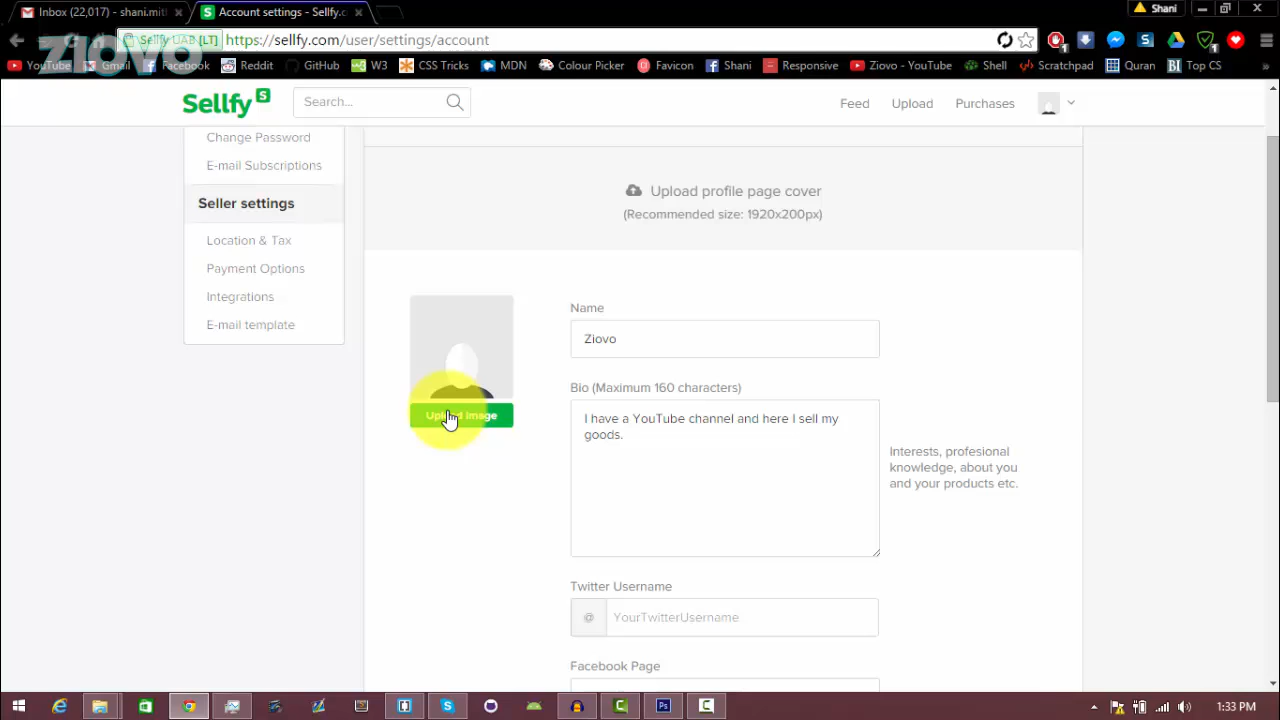 Inbox (22,017) - shani.mit
Account settings - Sellfy.c
Shani
Sellfy UAB [LT]
https://sellfy.com/user/settings/account
ZIOVO
YouTube
Gmail
Facebook
Reddit
GitHub
W3
CSS Tricks
MDN
Colour Picker
Favicon
Shani
Responsive
Ziovo - YouTube
Shell
Scratchpad
Quran
Top CS
Sellfy
Search...
Feed
Upload
Purchases
Change Password
E-mail Subscriptions
Seller settings
Location & Tax
Payment Options
Integrations
E-mail template
Upload profile page cover
(Recommended size: 1920x200px)
Upload Image
Name
Ziovo
Bio (Maximum 160 characters)
I have a YouTube channel and here I sell my
goods.
Interests, profesional
knowledge, about you
and your products etc.
Twitter Username
@ YourTwitterUsername
Facebook Page
1:33 PM